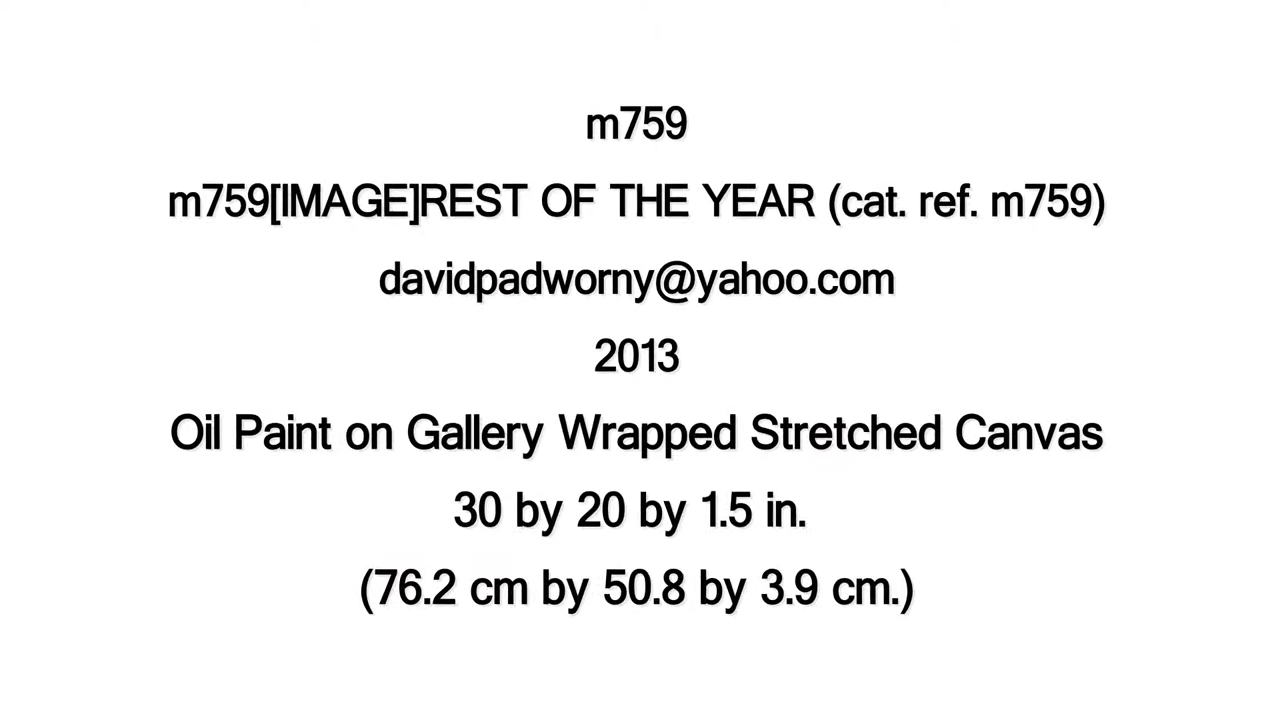 m759
m759[IMAGE]REST OF THE YEAR (cat. ref. m759)
davidpadworny@yahoo.com
2013
Oil Paint on Gallery Wrapped Stretched Canvas
30 by 20 by 1.5 in.
(76.2 cm by 50.8 by 3.9 cm.)